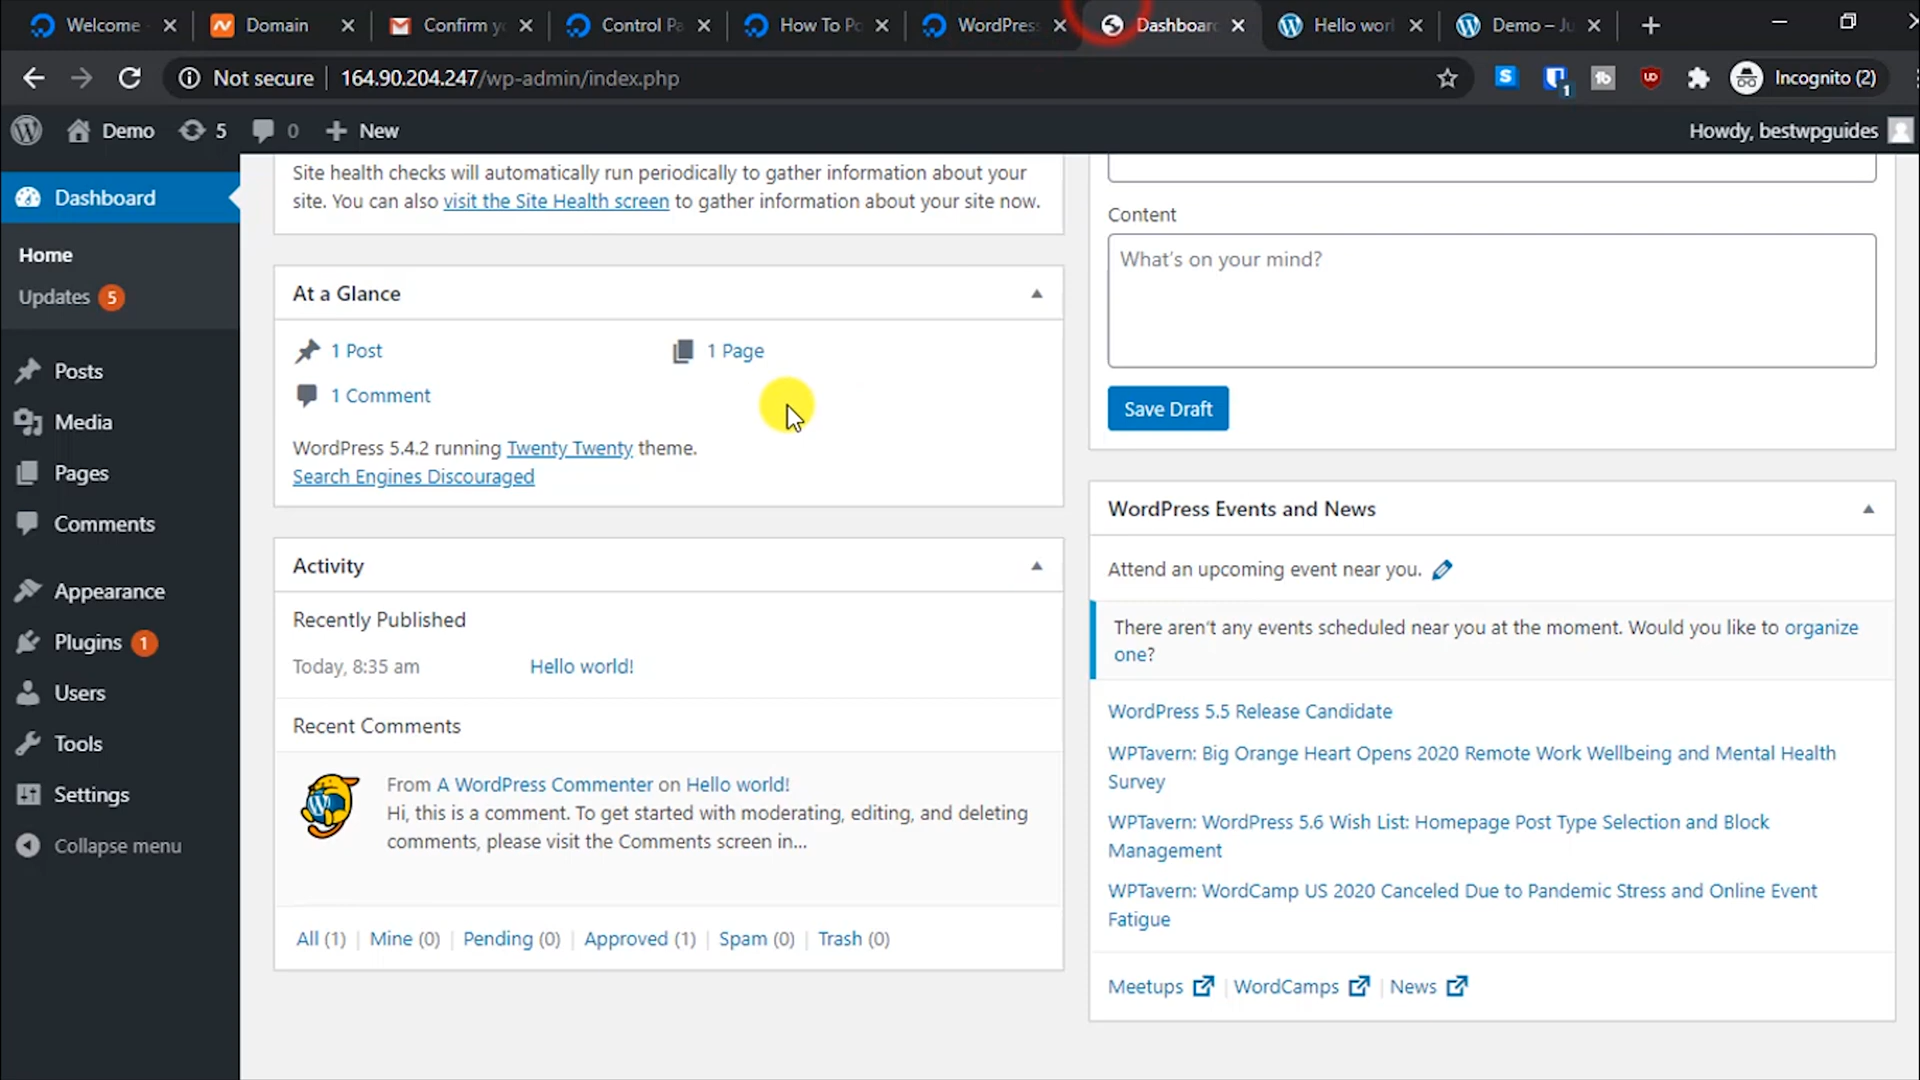 Welcome
Domain
Confirm y
Control Pa
How To Po
WordPress
Dashboar
Hello worl
Demo – Ju
Not secure
164.90.204.247/wp-admin/index.php
1
Incognito (2)
Demo
5
0
New
Howdy, bestwpguides
Dashboard
Home
Updates 5
Posts
Media
Pages
Comments
Appearance
Plugins 1
Users
Tools
Settings
Collapse menu
Site health checks will automatically run periodically to gather information about your
site. You can also visit the Site Health screen to gather information about your site now.
At a Glance
1 Post
1 Page
1 Comment
WordPress 5.4.2 running Twenty Twenty theme.
Search Engines Discouraged
Activity
Recently Published
Today, 8:35 am
Hello world!
Recent Comments
From A WordPress Commenter on Hello world!
Hi, this is a comment. To get started with moderating, editing, and deleting
comments, please visit the Comments screen in...
All (1) | Mine (0) | Pending (0) | Approved (1) | Spam (0) | Trash (0)
Content
What's on your mind?
Save Draft
WordPress Events and News
Attend an upcoming event near you.
There aren't any events scheduled near you at the moment. Would you like to organize
one?
WordPress 5.5 Release Candidate
WPTavern: Big Orange Heart Opens 2020 Remote Work Wellbeing and Mental Health
Survey
WPTavern: WordPress 5.6 Wish List: Homepage Post Type Selection and Block
Management
WPTavern: WordCamp US 2020 Canceled Due to Pandemic Stress and Online Event
Fatigue
Meetups | WordCamps | News